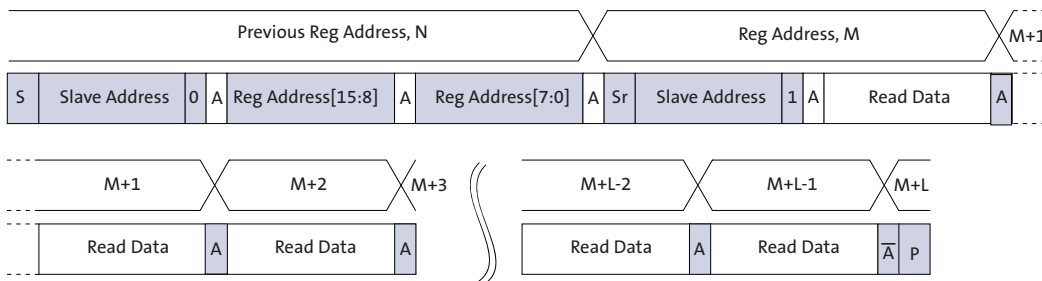 Previous Reg Address, N Reg Address, M M+1
S Slave Address 0 A Reg Address[15:8] A Reg Address[7:0] A Sr Slave Address 1 A Read Data A
M+1 M+2 M+3 M+L-2 M+L-1 M+L
Read Data A Read Data A Read Data A Read Data A̅ P